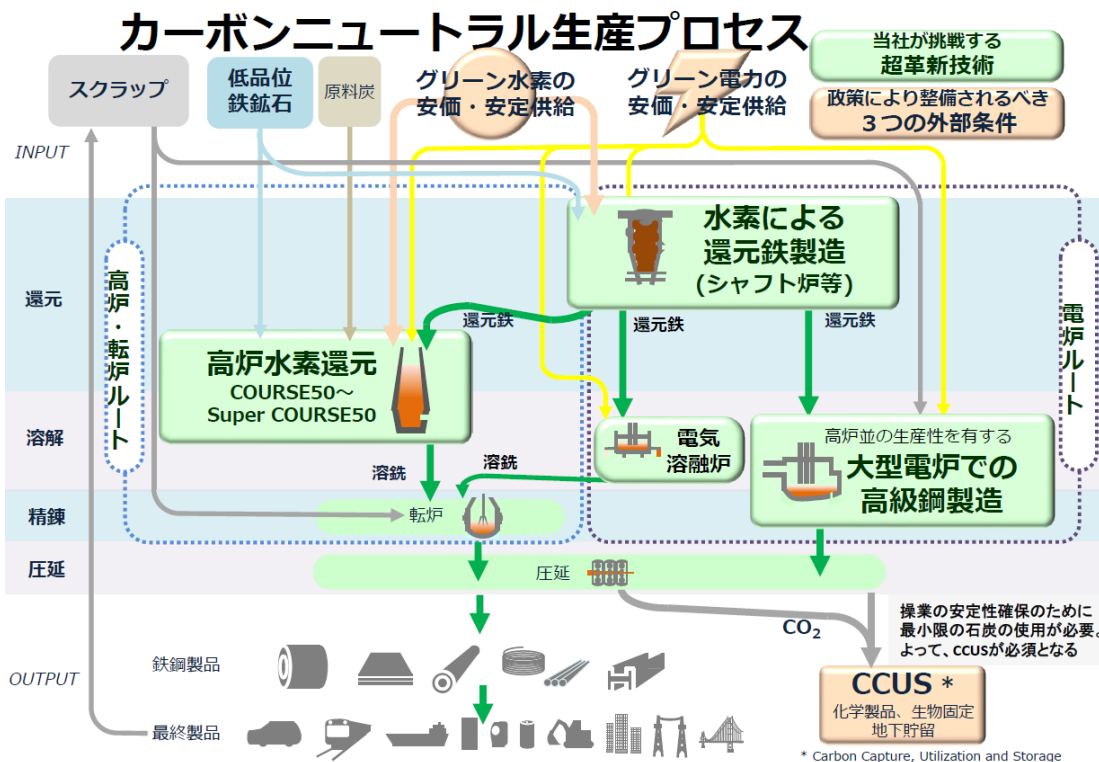 カーボンニュートラル生産プロセス
当社が挑戦する
超革新技術
政策により整備されるべき
３つの外部条件
スクラップ
低品位
鉄鉱石
原料炭
グリーン水素の
安価・安定供給
グリーン電力の
安価・安定供給
INPUT
高炉・転炉ルート
電炉ルート
還元
水素による
還元鉄製造
(シャフト炉等)
還元鉄
還元鉄
還元鉄
高炉水素還元
COURSE50～
Super COURSE50
溶解
電気
溶融炉
高炉並の生産性を有する
大型電炉での
高級鋼製造
溶銑
溶銑
精錬
転炉
圧延
圧延
CO₂
操業の安定性確保のために
最小限の石炭の使用が必要。
よって、CCUSが必須となる
OUTPUT
鉄鋼製品
最終製品
CCUS *
化学製品、生物固定
地下貯留
* Carbon Capture, Utilization and Storage